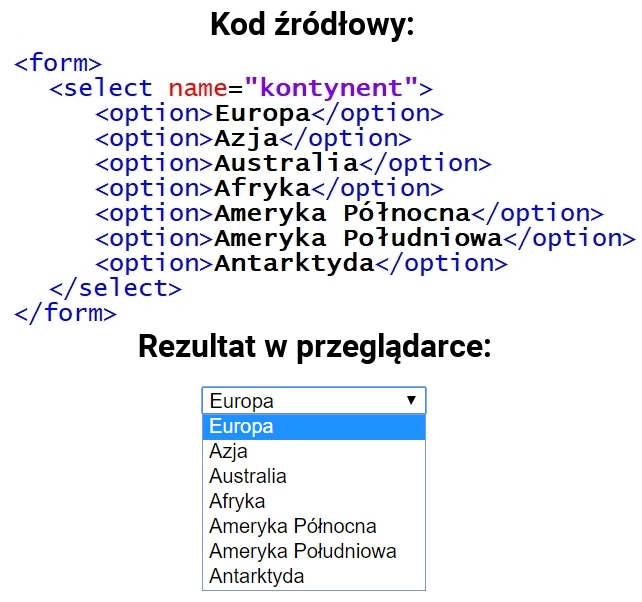 Kod źródłowy:
<form>
<select name="kontynent">
<option>Europa</option>
<option>Azja</option>
<option>Australia</option>
<option>Afryka</option>
<option>Ameryka Północna</option>
<option>Ameryka Południowa</option>
<option>Antarktyda</option>
</select>
</form>
Rezultat w przeglądarce:
Europa
Europa
Azja
Australia
Afryka
Ameryka Północna
Ameryka Południowa
Antarktyda